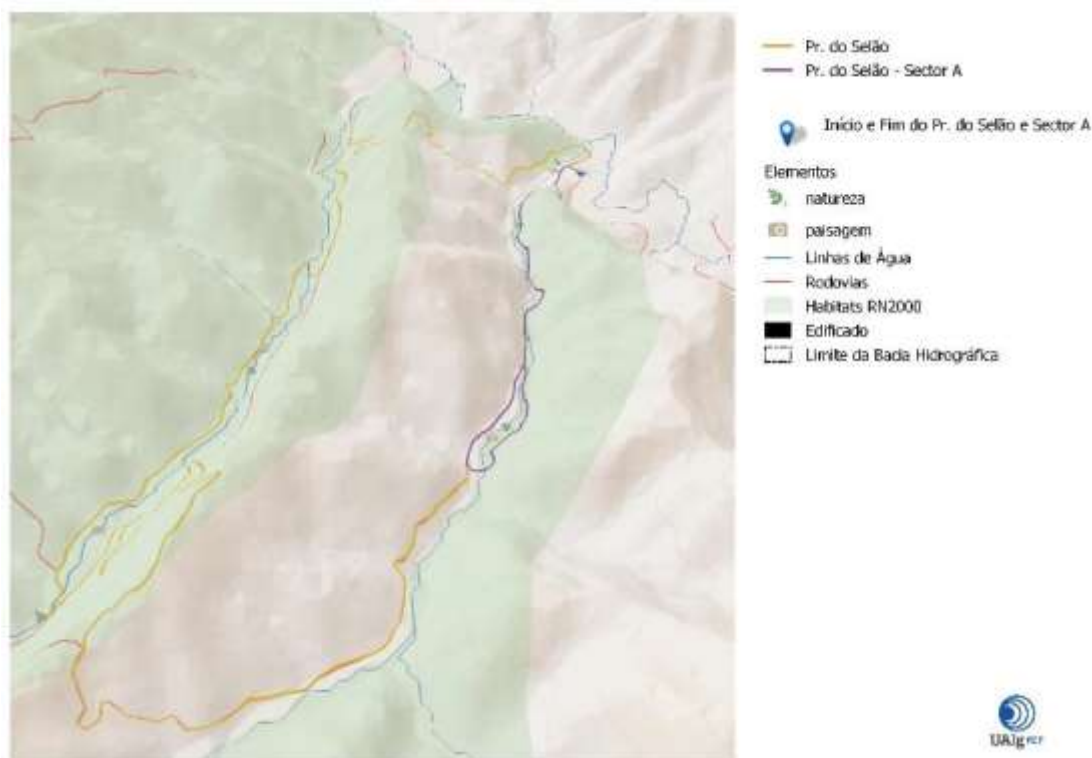 Pr. do Selão
Pr. do Selão - Sector A
Início e Fim do Pr. do Selão e Sector A
Elementos
natureza
paisagem
Linhas de Água
Rodovias
Habitats RN2000
Edificado
Limite da Bacia Hidrográfica
UAlg FCT